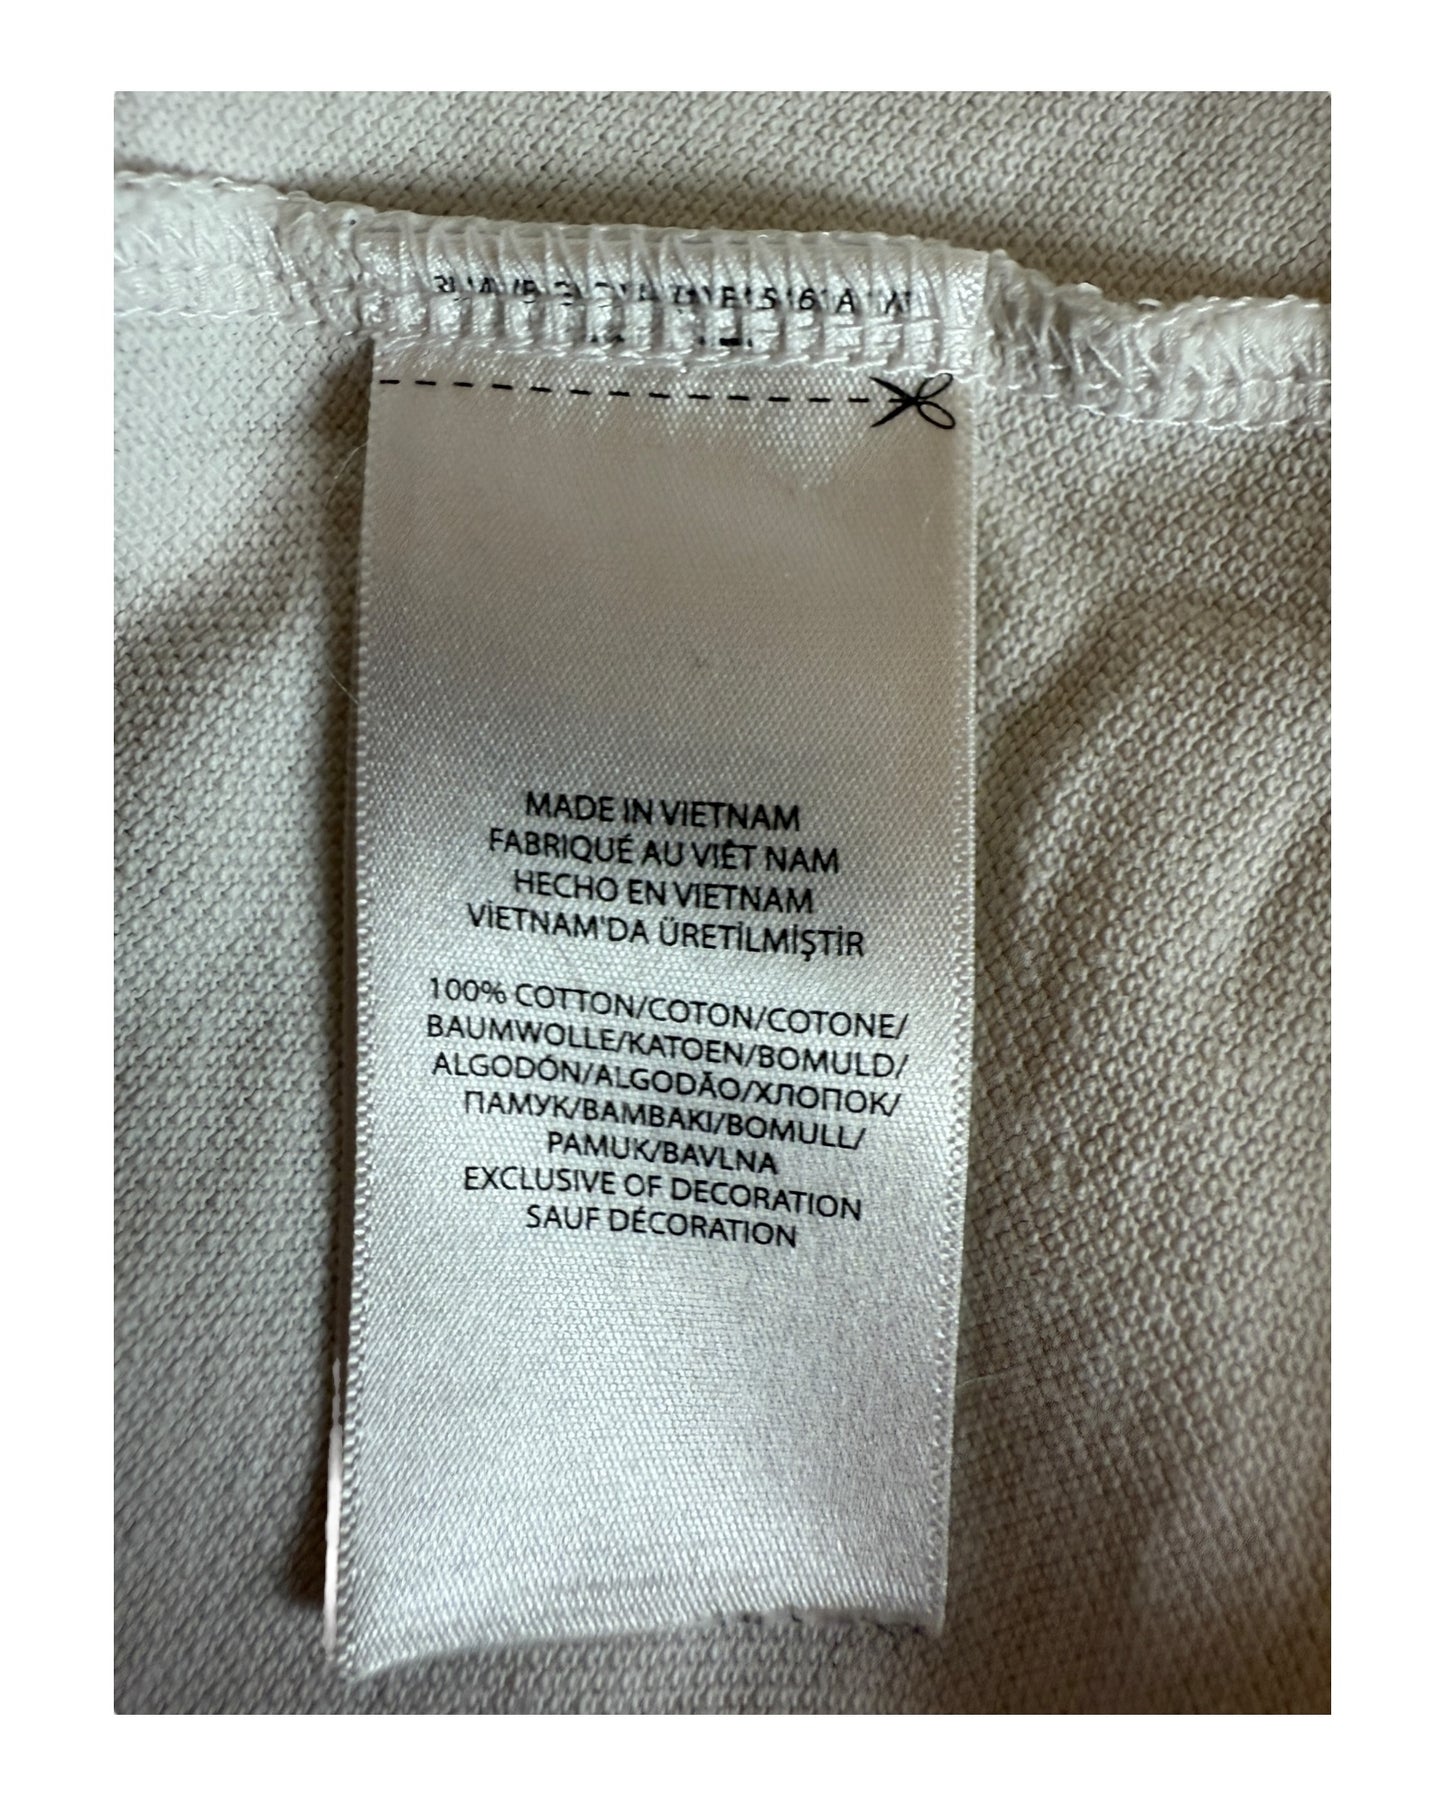 MADE IN VIETNAM
FABRIQUÉ AU VIÊT NAM
HECHO EN VIETNAM
VİETNAM'DA ÜRETİLMİŞTİR
100% COTTON/COTON/COTONE/
BAUMWOLLE/KATOEN/BOMULD/
ALGODÓN/ALGODÃO/ХЛОПОК/
ПАМУК/BAMBAKI/BOMULL/
PAMUK/BAVLNA
EXCLUSIVE OF DECORATION
SAUF DÉCORATION